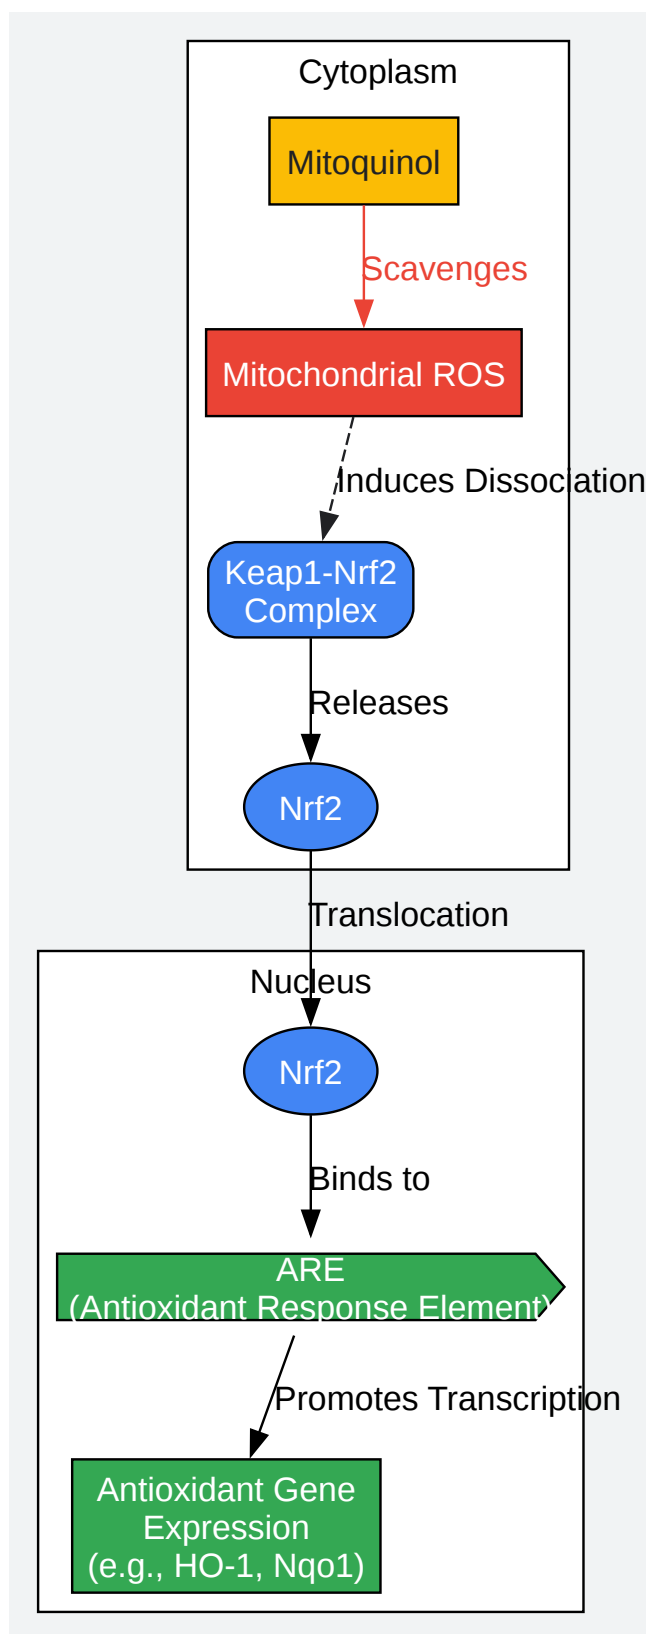 Cytoplasm
Mitoquinol
Scavenges
Mitochondrial ROS
Induces Dissociation
Keap1-Nrf2
Complex
Releases
Nrf2
Translocation
Nucleus
Nrf2
Binds to
ARE
(Antioxidant Response Element)
Promotes Transcription
Antioxidant Gene
Expression
(e.g., HO-1, Nqo1)